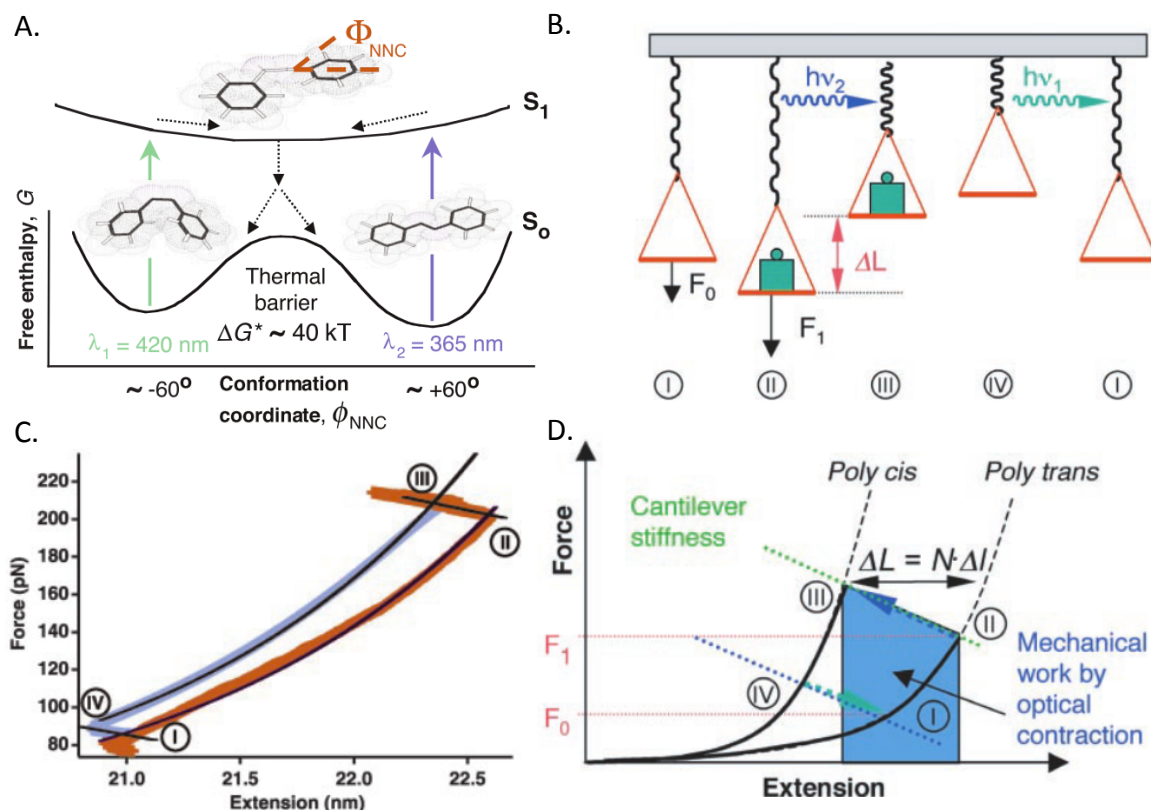 A.
Φ
NNC
S₁
Free enthalpy, G
S₀
Thermal
barrier
ΔG* ~ 40 kT
λ₁ = 420 nm
λ₂ = 365 nm
~ -60°
Conformation
coordinate, ϕNNC
~ +60°
B.
hν₂
hν₁
ΔL
F₀
F₁
I
II
III
IV
I
C.
Force (pN)
220
200
180
160
140
120
100
80
III
II
IV
I
21.0
21.5
22.0
22.5
Extension (nm)
D.
Poly cis
Poly trans
Cantilever
stiffness
ΔL = N·Δl
Force
III
II
F₁
Mechanical
work by
optical
contraction
IV
I
F₀
Extension